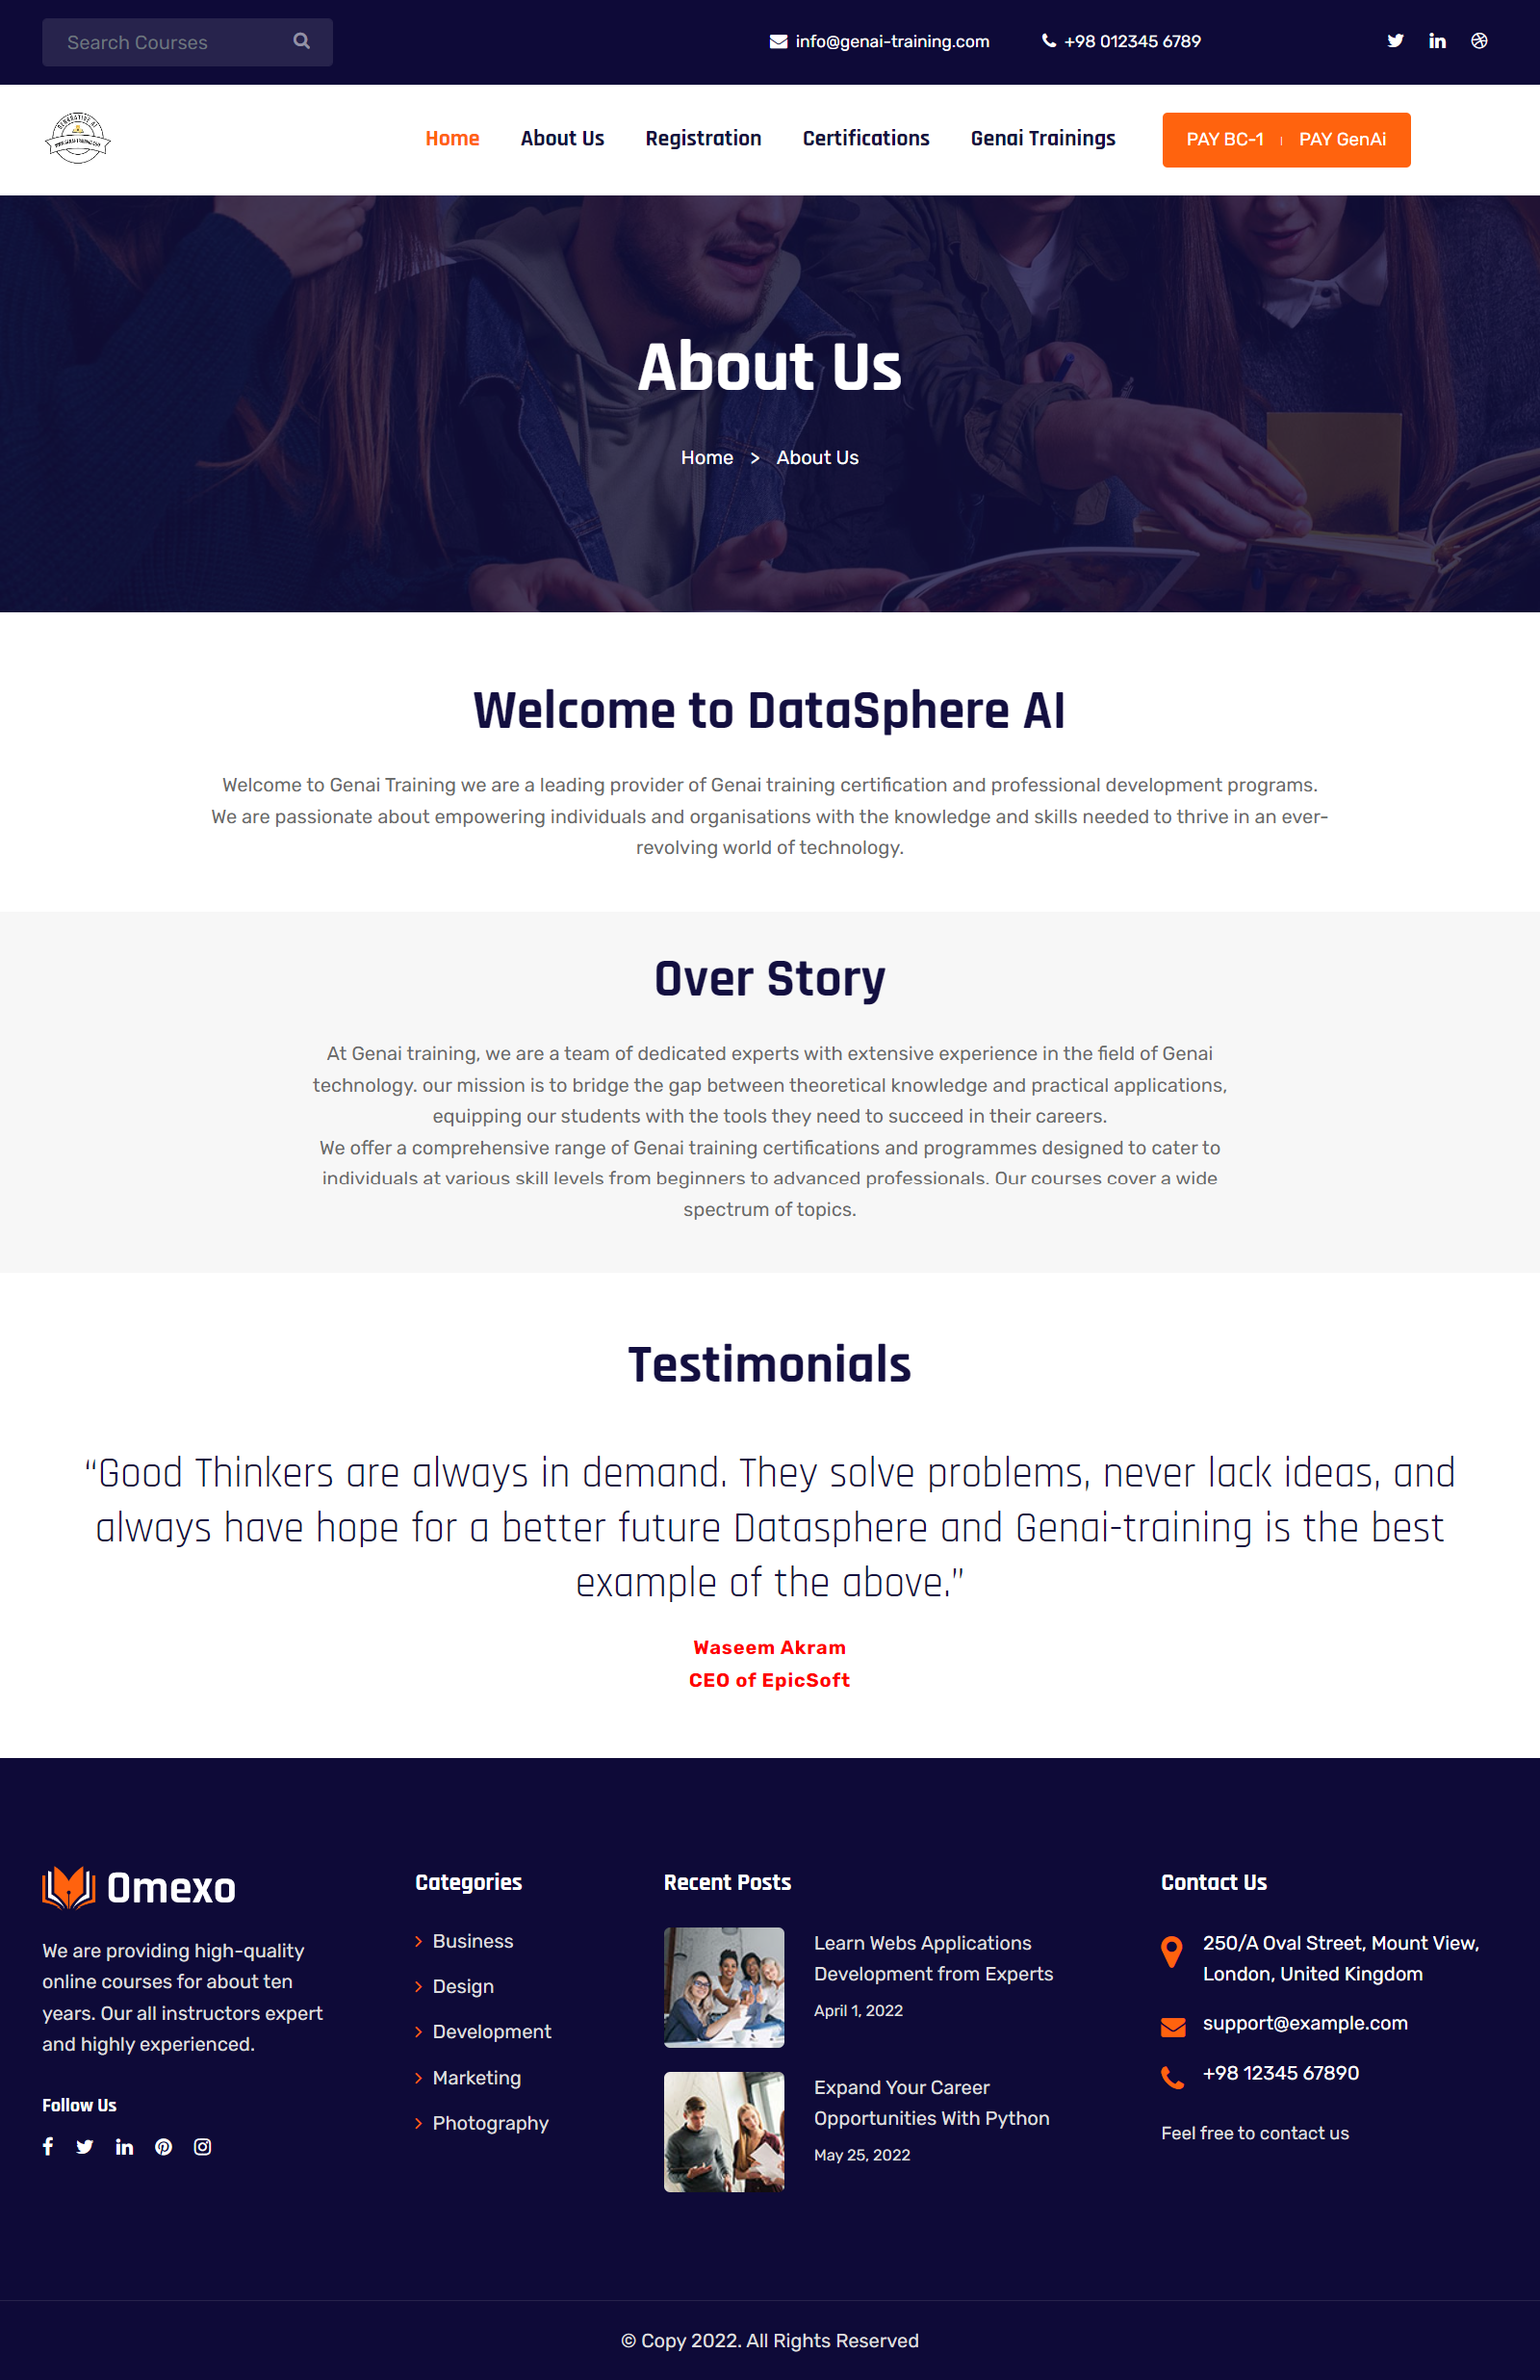 Search Courses
info@genai-training.com
+98 012345 6789
GENERATIVE AI
Home
About Us
Registration
Certifications
Genai Trainings
PAY BC-1
PAY GenAi
About Us
Home > About Us
Welcome to DataSphere AI
Welcome to Genai Training we are a leading provider of Genai training certification and professional development programs.
We are passionate about empowering individuals and organisations with the knowledge and skills needed to thrive in an ever-
revolving world of technology.
Over Story
At Genai training, we are a team of dedicated experts with extensive experience in the field of Genai
technology. our mission is to bridge the gap between theoretical knowledge and practical applications,
equipping our students with the tools they need to succeed in their careers.
We offer a comprehensive range of Genai training certifications and programmes designed to cater to
individuals at various skill levels from beginners to advanced professionals. Our courses cover a wide
spectrum of topics.
Testimonials
“Good Thinkers are always in demand. They solve problems, never lack ideas, and
always have hope for a better future Datasphere and Genai-training is the best
example of the above.”
Waseem Akram
CEO of EpicSoft
Omexo
We are providing high-quality
online courses for about ten
years. Our all instructors expert
and highly experienced.
Follow Us
Categories
Business
Design
Development
Marketing
Photography
Recent Posts
Learn Webs Applications
Development from Experts
April 1, 2022
Expand Your Career
Opportunities With Python
May 25, 2022
Contact Us
250/A Oval Street, Mount View,
London, United Kingdom
support@example.com
+98 12345 67890
Feel free to contact us
© Copy 2022. All Rights Reserved